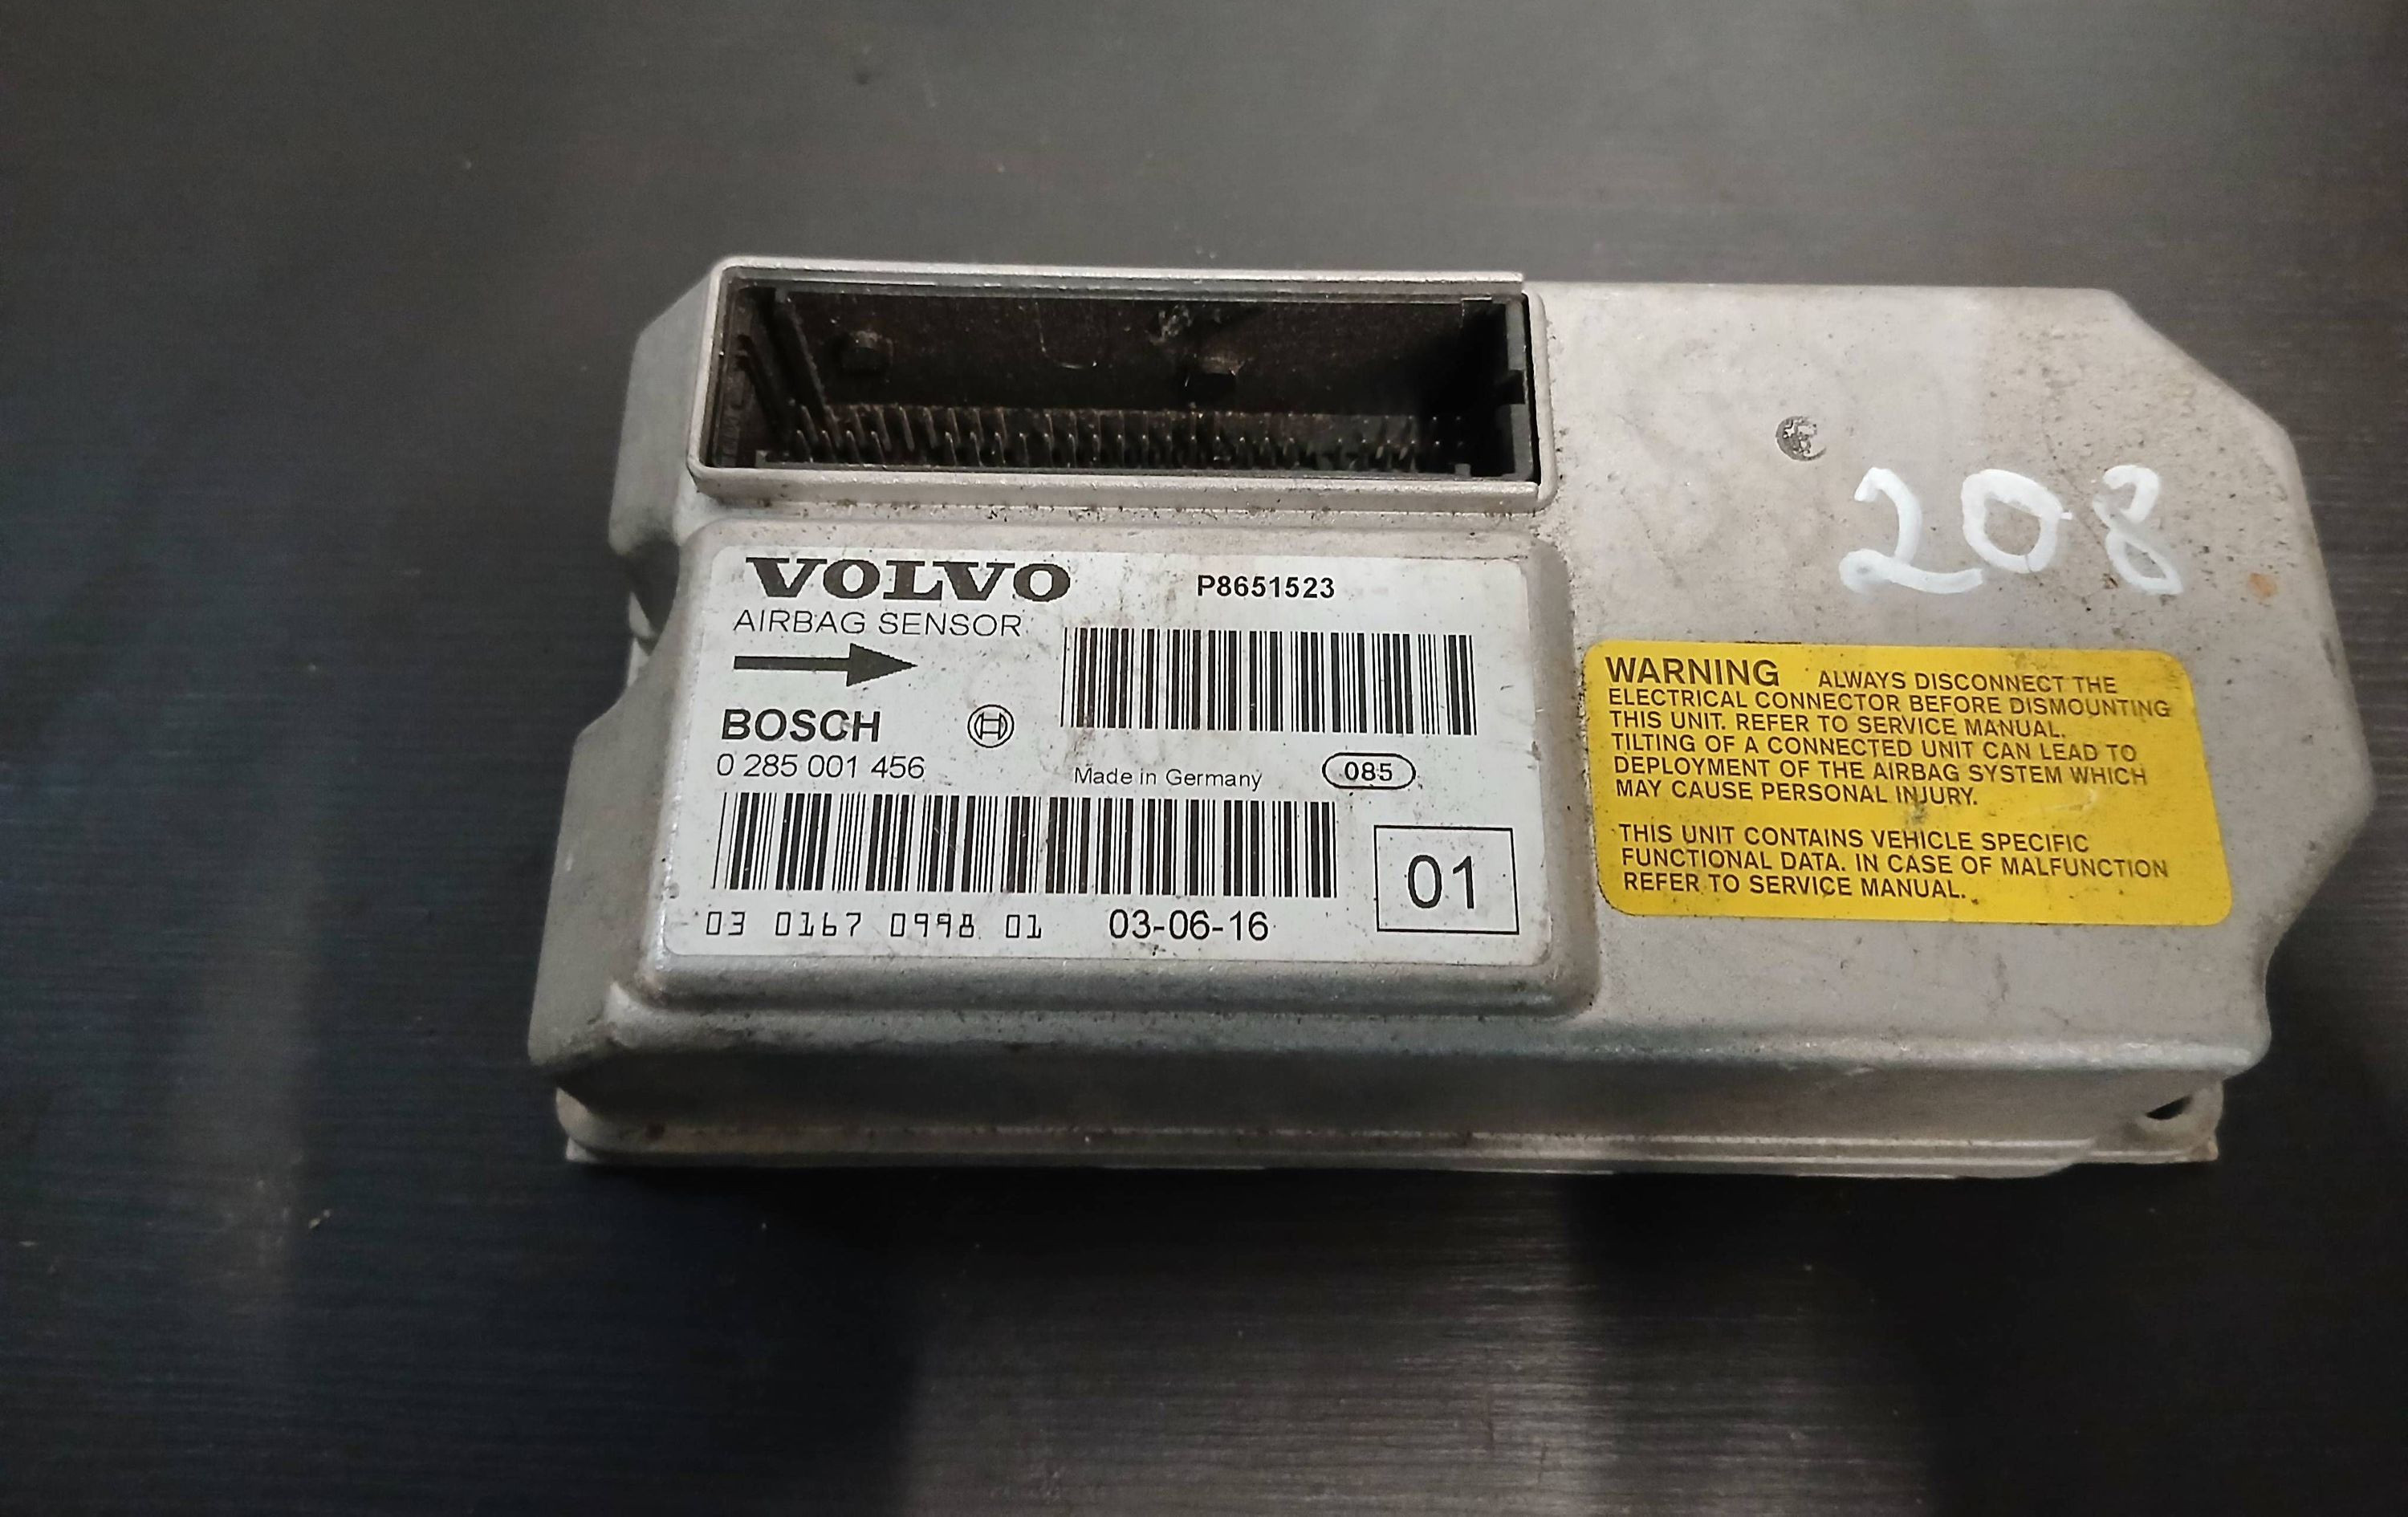 208
VOLVO
P8651523
AIRBAG SENSOR
BOSCH
0 285 001 456
Made in Germany
085
01
03 0167 0998 01
03-06-16
WARNING ALWAYS DISCONNECT THE
ELECTRICAL CONNECTOR BEFORE DISMOUNTING
THIS UNIT. REFER TO SERVICE MANUAL.
TILTING OF A CONNECTED UNIT CAN LEAD TO
DEPLOYMENT OF THE AIRBAG SYSTEM WHICH
MAY CAUSE PERSONAL INJURY.
THIS UNIT CONTAINS VEHICLE SPECIFIC
FUNCTIONAL DATA. IN CASE OF MALFUNCTION
REFER TO SERVICE MANUAL.